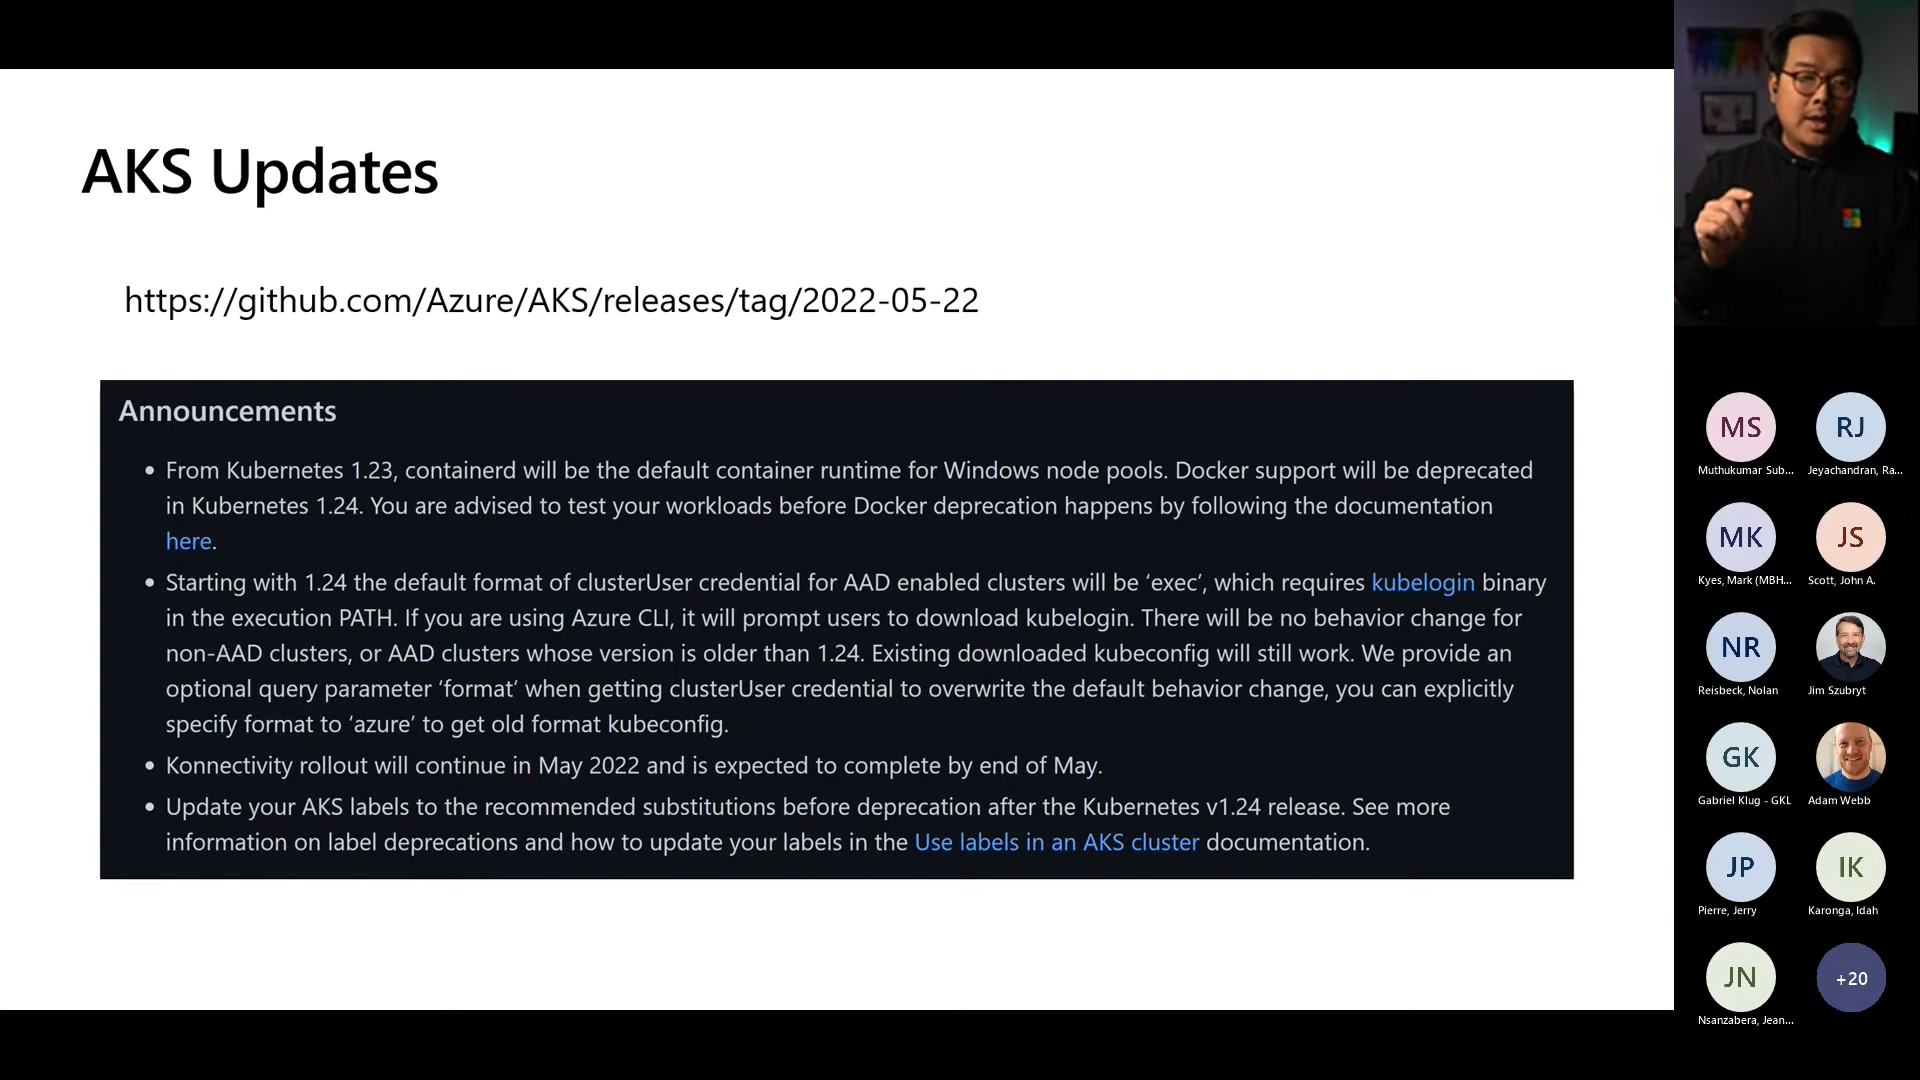 AKS Updates
https://github.com/Azure/AKS/releases/tag/2022-05-22
Announcements
• From Kubernetes 1.23, containerd will be the default container runtime for Windows node pools. Docker support will be deprecated
in Kubernetes 1.24. You are advised to test your workloads before Docker deprecation happens by following the documentation
here.
• Starting with 1.24 the default format of clusterUser credential for AAD enabled clusters will be ‘exec’, which requires kubelogin binary
in the execution PATH. If you are using Azure CLI, it will prompt users to download kubelogin. There will be no behavior change for
non-AAD clusters, or AAD clusters whose version is older than 1.24. Existing downloaded kubeconfig will still work. We provide an
optional query parameter ‘format’ when getting clusterUser credential to overwrite the default behavior change, you can explicitly
specify format to ‘azure’ to get old format kubeconfig.
• Konnectivity rollout will continue in May 2022 and is expected to complete by end of May.
• Update your AKS labels to the recommended substitutions before deprecation after the Kubernetes v1.24 release. See more
information on label deprecations and how to update your labels in the Use labels in an AKS cluster documentation.
MS
RJ
Muthukumar Sub...
Jeyachandran, Ra...
MK
JS
Kyes, Mark (MBH...
Scott, John A.
NR
Reisbeck, Nolan
Jim Szubryt
GK
Gabriel Klug - GKL
Adam Webb
JP
IK
Pierre, Jerry
Karonga, Idah
JN
+20
Nsanzabera, Jean...